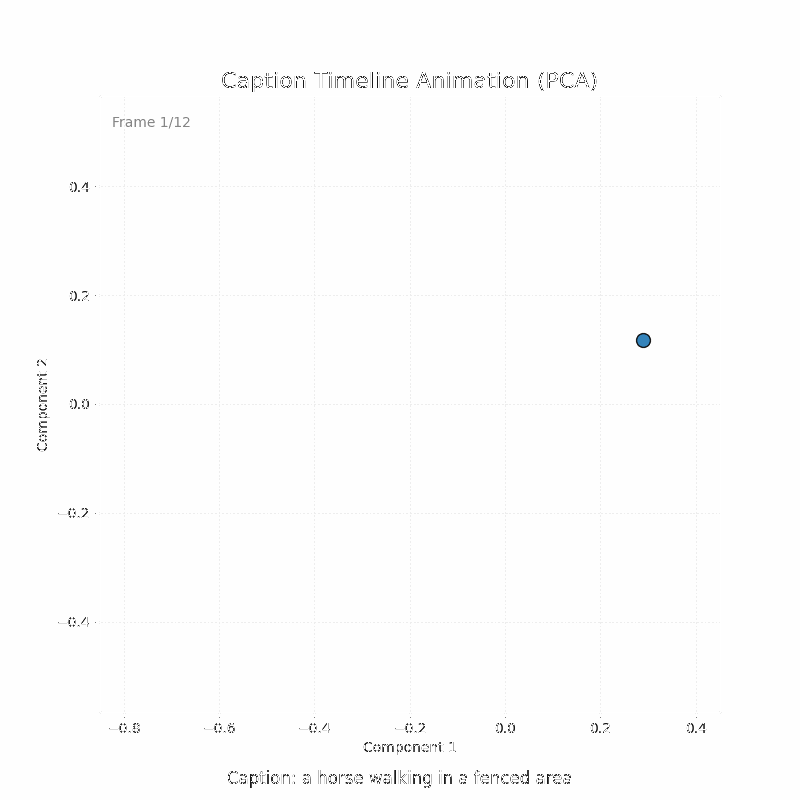 Caption Timeline Animation (PCA)
Frame 1/12
0.4
0.2
0.0
−0.2
−0.4
Component 2
−0.8
−0.6
−0.4
−0.2
0.0
0.2
0.4
Component 1
Caption: a horse walking in a fenced area